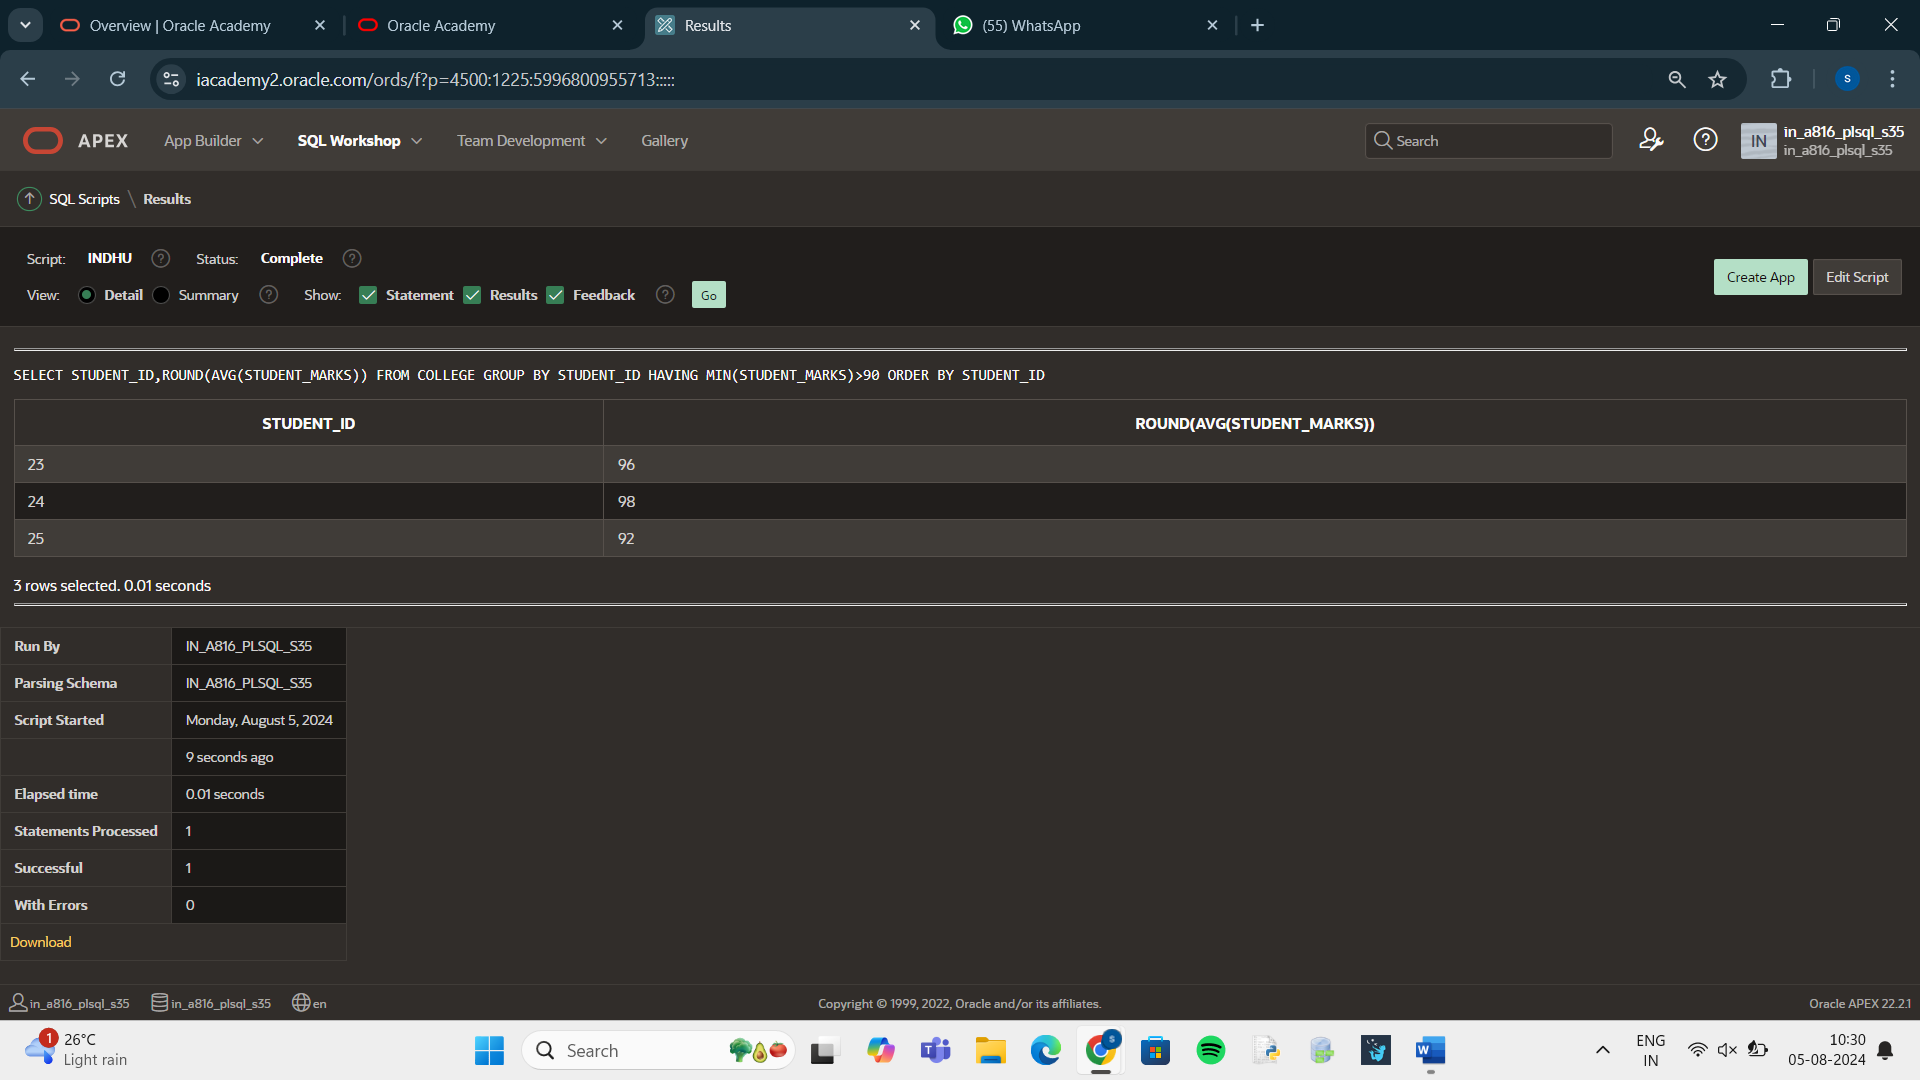 Overview | Oracle Academy
Oracle Academy
Results
(55) WhatsApp
iacademy2.oracle.com/ords/f?p=4500:1225:5996800955713:::::
S
APEX
App Builder
SQL Workshop
Team Development
Gallery
Search
IN
in_a816_plsql_s35
in_a816_plsql_s35
SQL Scripts \ Results
Script: INDHU Status: Complete
View: Detail Summary Show: Statement Results Feedback Go
Create App
Edit Script
SELECT STUDENT_ID,ROUND(AVG(STUDENT_MARKS)) FROM COLLEGE GROUP BY STUDENT_ID HAVING MIN(STUDENT_MARKS)>90 ORDER BY STUDENT_ID
STUDENT_ID ROUND(AVG(STUDENT_MARKS))
23 96
24 98
25 92
3 rows selected. 0.01 seconds
Run By IN_A816_PLSQL_S35
Parsing Schema IN_A816_PLSQL_S35
Script Started Monday, August 5, 2024
9 seconds ago
Elapsed time 0.01 seconds
Statements Processed 1
Successful 1
With Errors 0
Download
in_a816_plsql_s35 in_a816_plsql_s35 en
Copyright © 1999, 2022, Oracle and/or its affiliates.
Oracle APEX 22.2.1
1
26°C
Light rain
Search
ENG
IN
10:30
05-08-2024